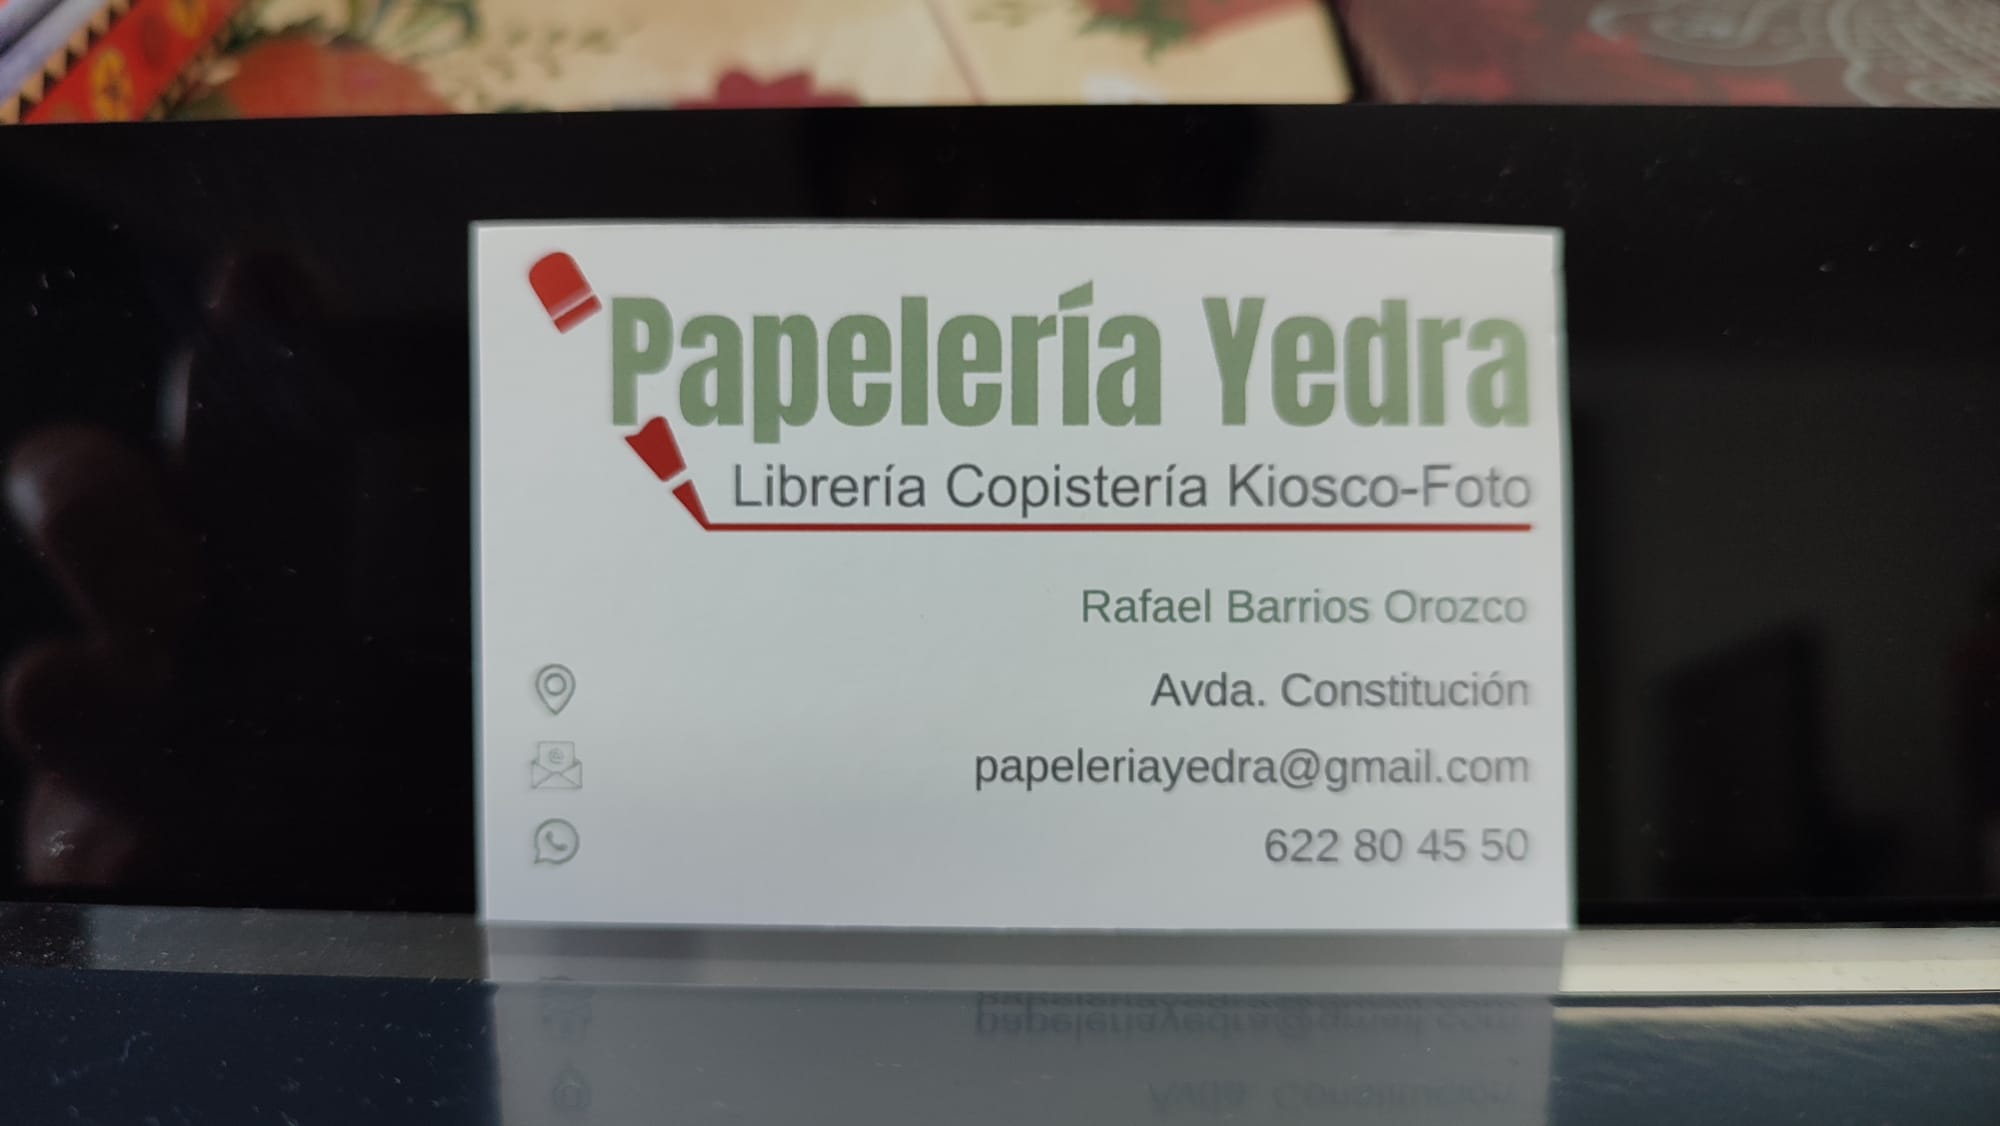 Papelería Yedra
Librería Copistería Kiosco-Foto
Rafael Barrios Orozco
Avda. Constitución
papeleriayedra@gmail.com
622 80 45 50